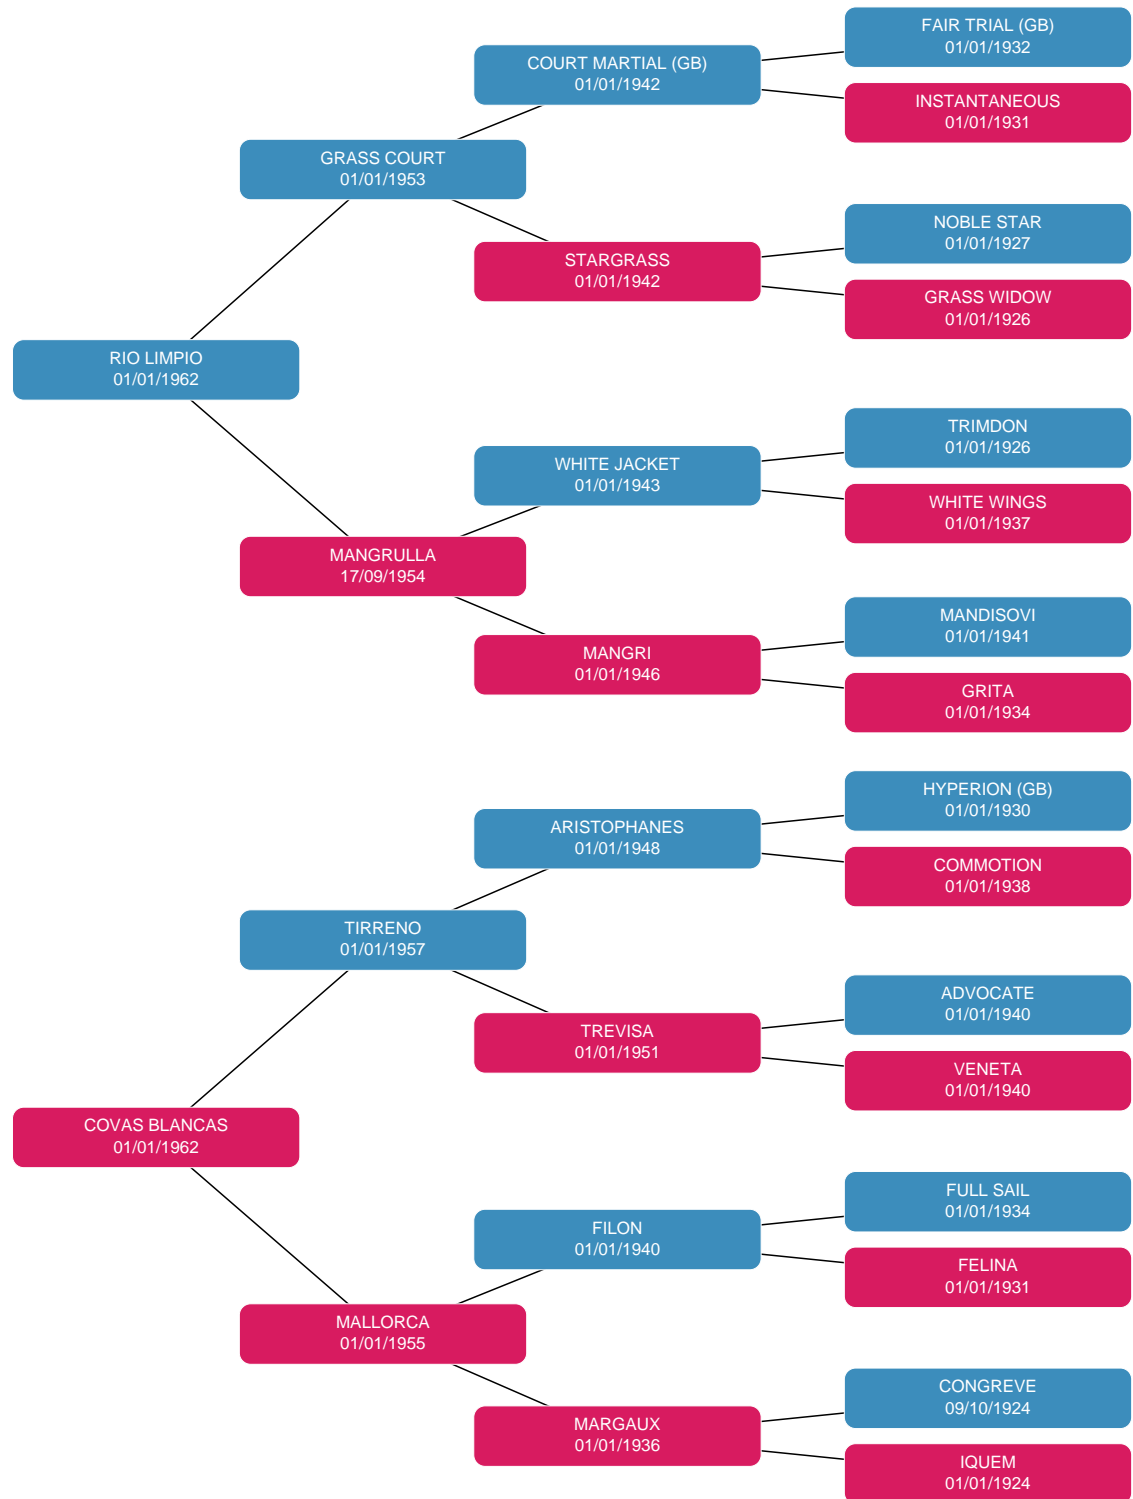 FAIR TRIAL (GB)
01/01/1932
COURT MARTIAL (GB)
01/01/1942
INSTANTANEOUS
01/01/1931
GRASS COURT
01/01/1953
NOBLE STAR
01/01/1927
STARGRASS
01/01/1942
GRASS WIDOW
01/01/1926
RIO LIMPIO
01/01/1962
TRIMDON
01/01/1926
WHITE JACKET
01/01/1943
WHITE WINGS
01/01/1937
MANGRULLA
17/09/1954
MANDISOVI
01/01/1941
MANGRI
01/01/1946
GRITA
01/01/1934
HYPERION (GB)
01/01/1930
ARISTOPHANES
01/01/1948
COMMOTION
01/01/1938
TIRRENO
01/01/1957
ADVOCATE
01/01/1940
TREVISA
01/01/1951
VENETA
01/01/1940
COVAS BLANCAS
01/01/1962
FULL SAIL
01/01/1934
FILON
01/01/1940
FELINA
01/01/1931
MALLORCA
01/01/1955
CONGREVE
09/10/1924
MARGAUX
01/01/1936
IQUEM
01/01/1924